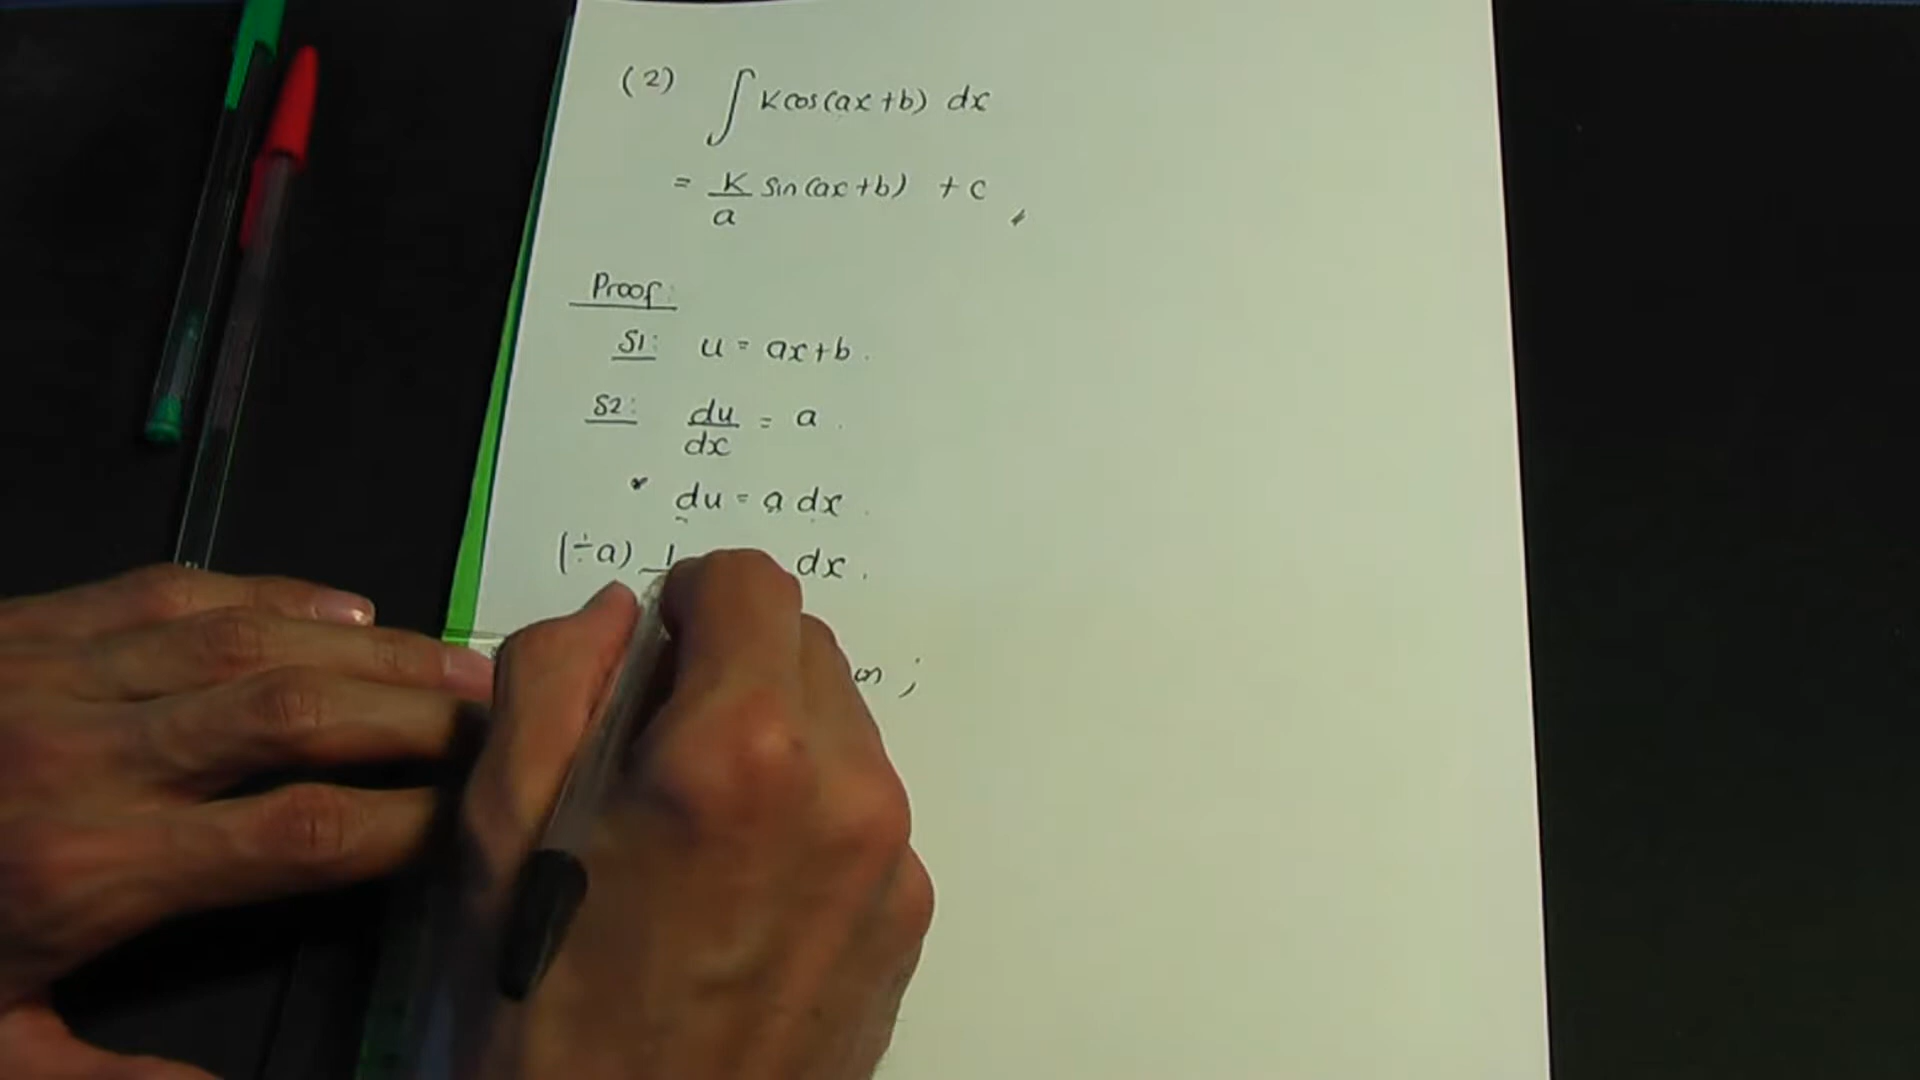 (2) ∫ K cos(ax+b) dx
= K/a sin(ax+b) + c
Proof:
S1: u = ax+b.
S2: du/dx = a.
* du = a dx.
(÷a) 1 dx.
;